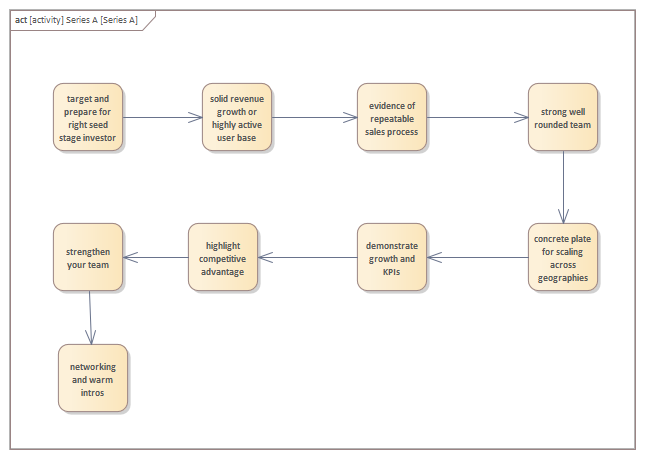 act [activity] Series A [Series A]
target and
prepare for
right seed
stage investor
solid revenue
growth or
highly active
user base
evidence of
repeatable
sales process
strong well
rounded team
concrete plate
for scaling
across
geographies
demonstrate
growth and
KPIs
highlight
competitive
advantage
strengthen
your team
networking
and warm
intros